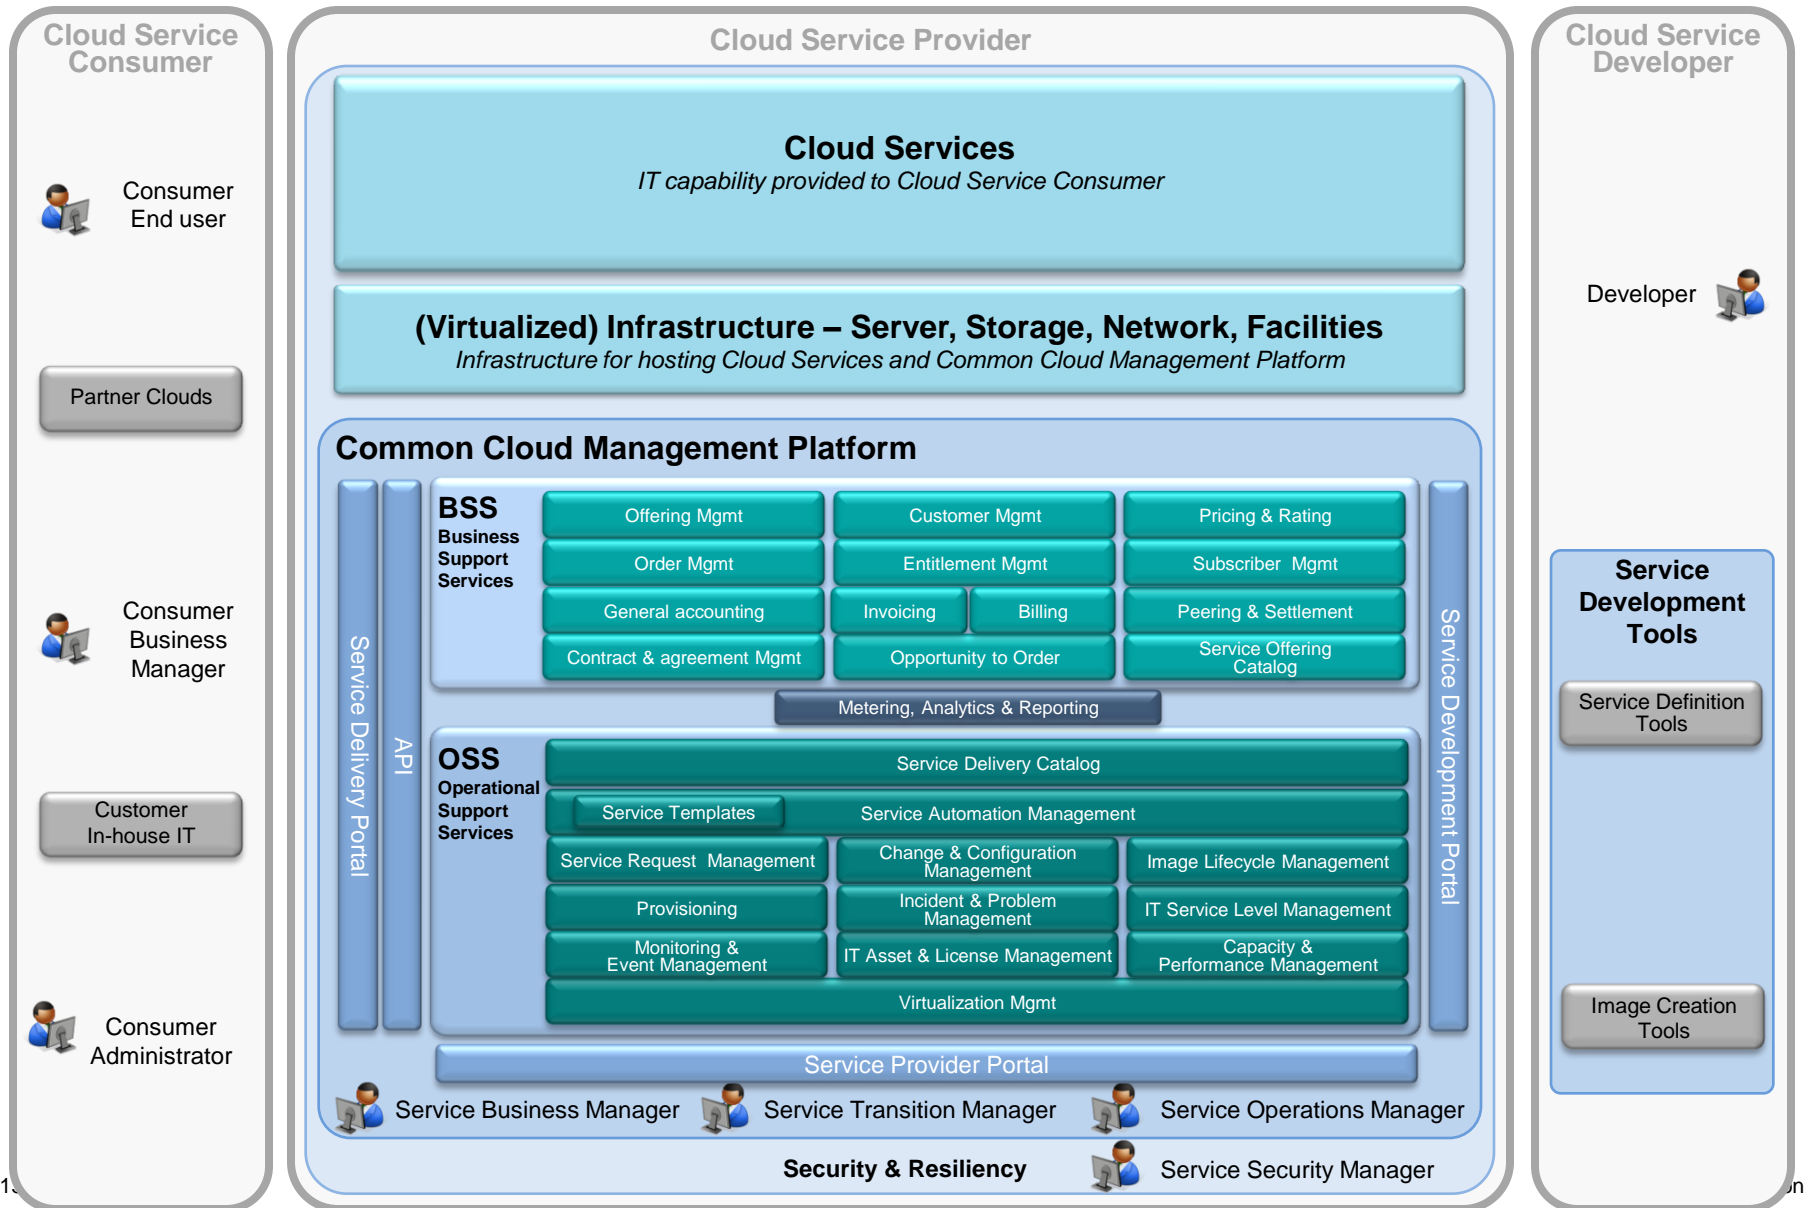 Cloud Service
Consumer
Consumer
End user
Partner Clouds
Consumer
Business
Manager
Customer
In-house IT
Consumer
Administrator
Cloud Service Provider
Cloud Services
IT capability provided to Cloud Service Consumer
(Virtualized) Infrastructure – Server, Storage, Network, Facilities
Infrastructure for hosting Cloud Services and Common Cloud Management Platform
Common Cloud Management Platform
Service Delivery Portal
API
BSS
Business
Support
Services
Offering Mgmt
Customer Mgmt
Pricing & Rating
Order Mgmt
Entitlement Mgmt
Subscriber Mgmt
General accounting
Invoicing
Billing
Peering & Settlement
Contract & agreement Mgmt
Opportunity to Order
Service Offering
Catalog
Metering, Analytics & Reporting
OSS
Operational
Support
Services
Service Delivery Catalog
Service Templates
Service Automation Management
Service Request Management
Change & Configuration
Management
Image Lifecycle Management
Provisioning
Incident & Problem
Management
IT Service Level Management
Monitoring &
Event Management
IT Asset & License Management
Capacity &
Performance Management
Virtualization Mgmt
Service Development Portal
Service Provider Portal
Service Business Manager
Service Transition Manager
Service Operations Manager
Security & Resiliency
Service Security Manager
Cloud Service
Developer
Developer
Service
Development
Tools
Service Definition
Tools
Image Creation
Tools